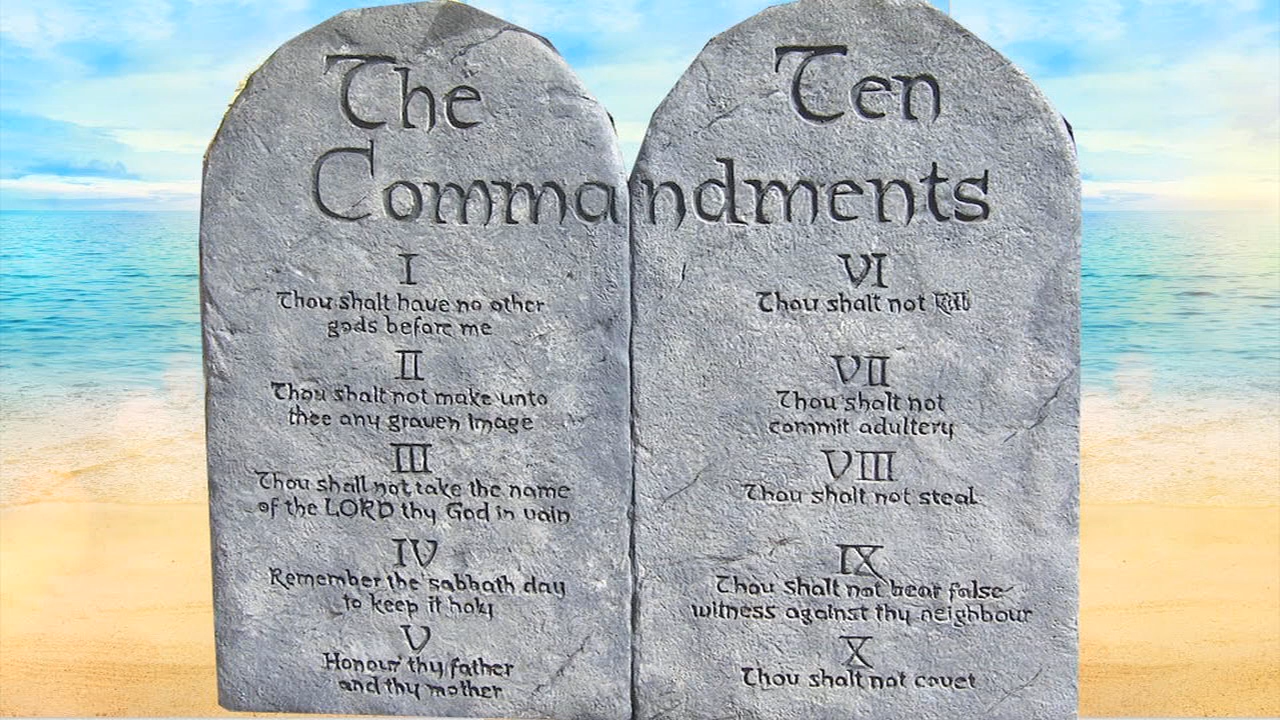 The Ten
Commandments
I
Thou shalt have no other
gods before me
II
Thou shalt not make unto
thee any graven image
III
Thou shall not take the name
of the LORD thy God in vain
IV
Remember the sabbath day
to keep it holy
V
Honour thy father
and thy mother
VI
Thou shalt not kill
VII
Thou shalt not
commit adultery
VIII
Thou shalt not steal
IX
Thou shalt not bear false
witness against thy neighbour
X
Thou shalt not covet